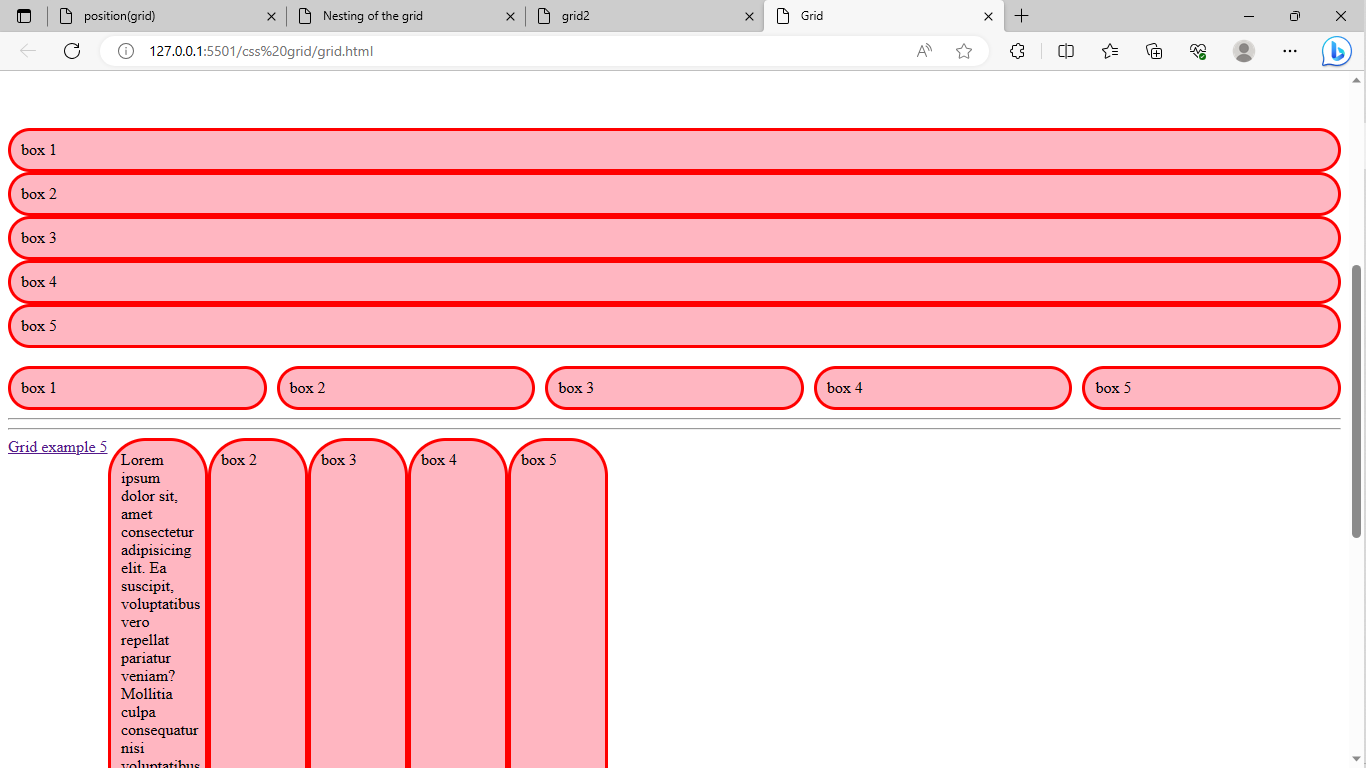 position(grid)
Nesting of the grid
grid2
Grid
127.0.0.1:5501/css%20grid/grid.html
box 1
box 2
box 3
box 4
box 5
box 1 box 2 box 3 box 4 box 5
Grid example 5
Lorem
ipsum
dolor sit,
amet
consectetur
adipisicing
elit. Ea
suscipit,
voluptatibus
vero
repellat
pariatur
veniam?
Mollitia
culpa
consequatur
nisi
voluptatibus
box 2
box 3
box 4
box 5